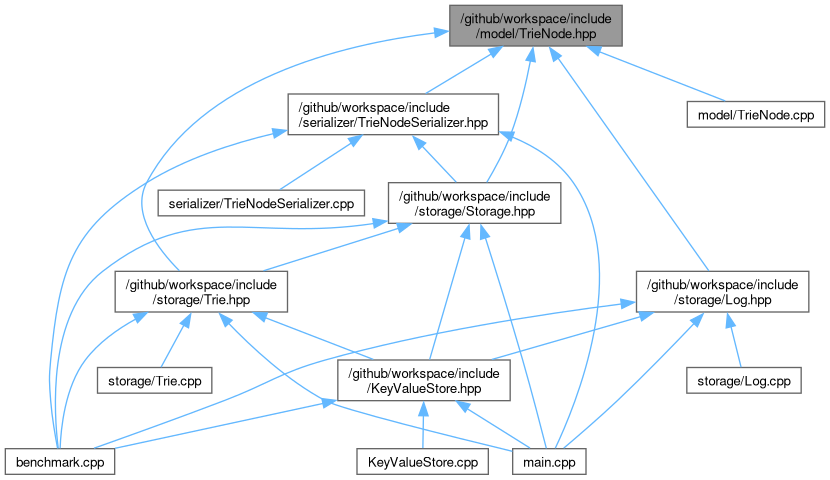 /github/workspace/include
/model/TrieNode.hpp
/github/workspace/include
/serializer/TrieNodeSerializer.hpp
model/TrieNode.cpp
serializer/TrieNodeSerializer.cpp
/github/workspace/include
/storage/Storage.hpp
/github/workspace/include
/storage/Trie.hpp
/github/workspace/include
/storage/Log.hpp
storage/Trie.cpp
/github/workspace/include
/KeyValueStore.hpp
storage/Log.cpp
benchmark.cpp
KeyValueStore.cpp
main.cpp